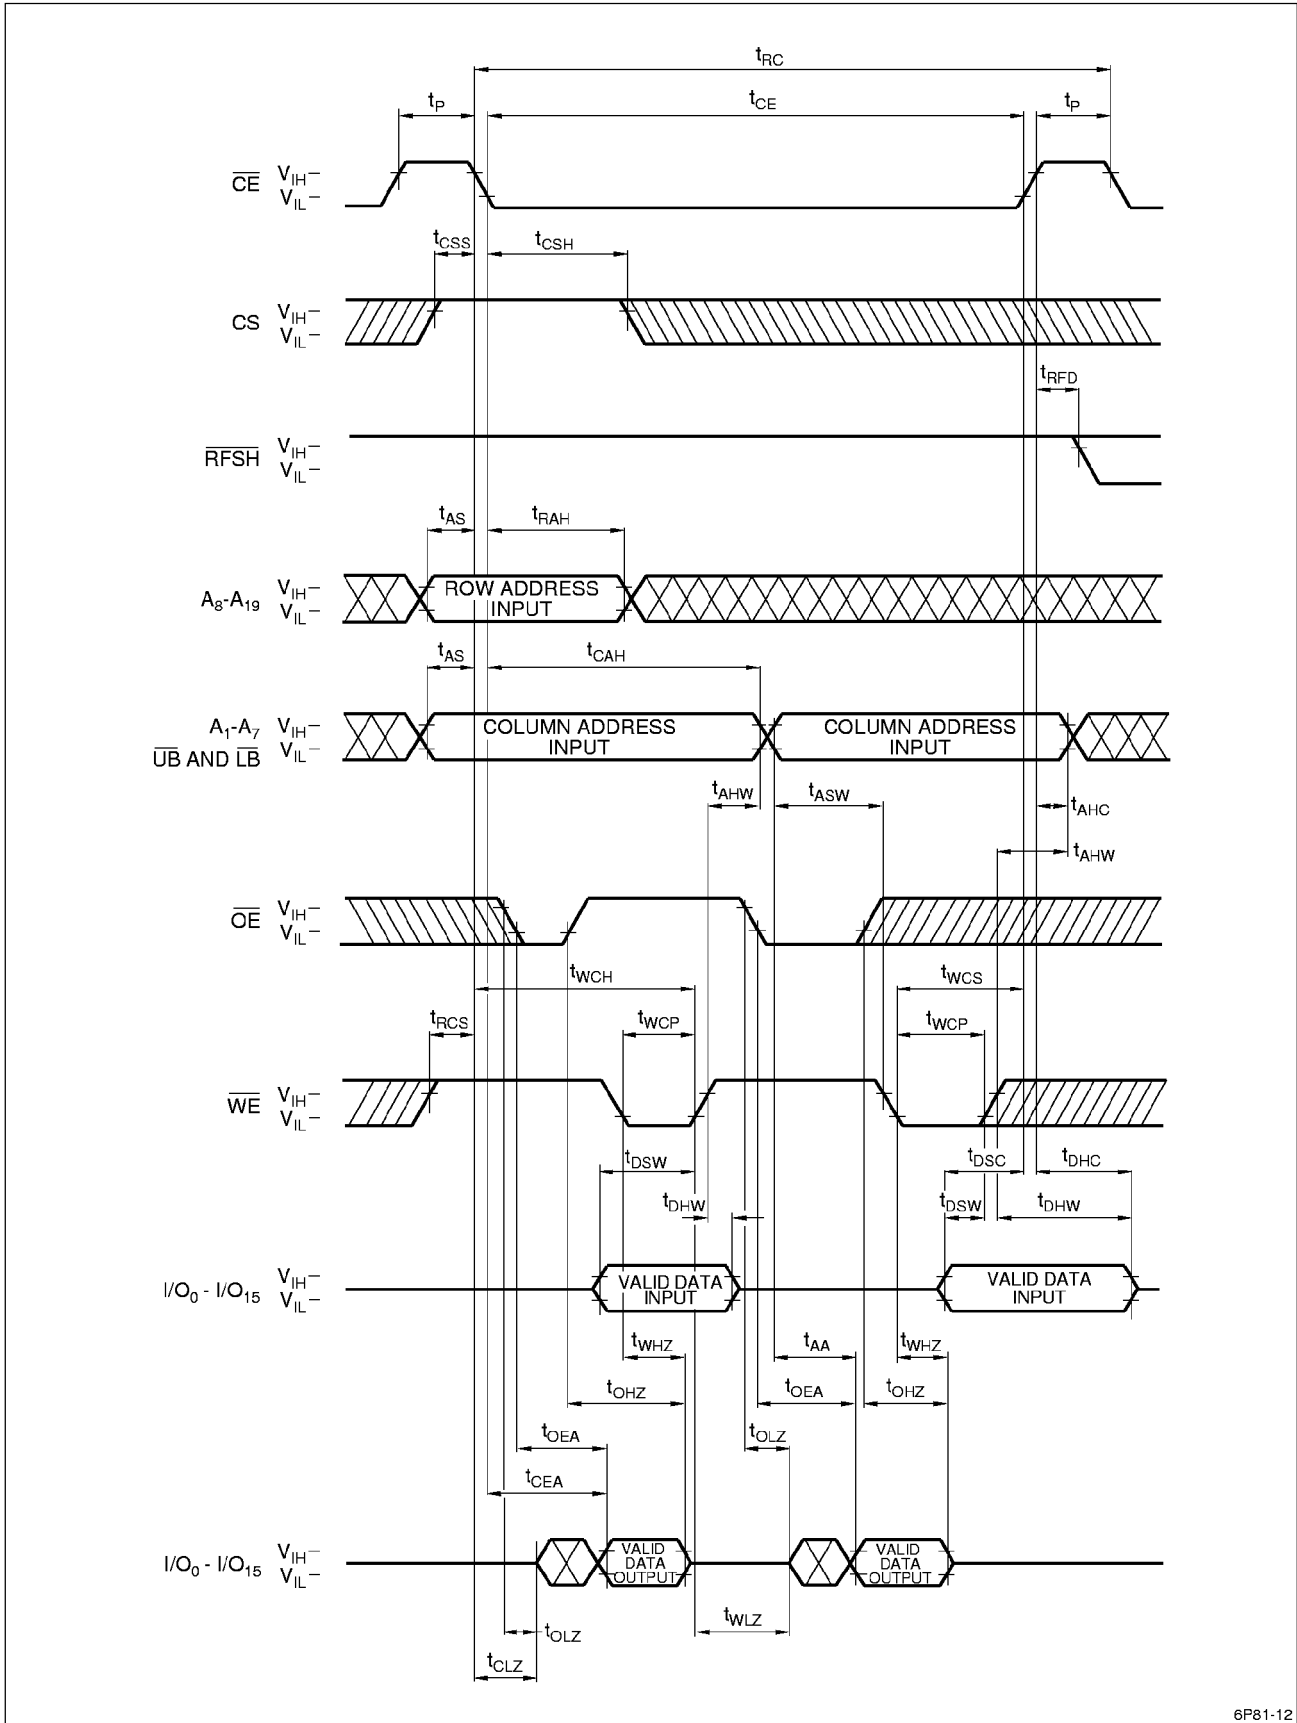 tRC
tP tCE tP
CE VIH
VIL
tCSS tCSH
CS VIH
VIL
tRFD
RFSH VIH
VIL
tAS tRAH
A8-A19 VIH
VIL
ROW ADDRESS
INPUT
tAS tCAH
A1-A7 VIH
UB AND LB VIL
COLUMN ADDRESS
INPUT
COLUMN ADDRESS
INPUT
tAHW tASW tAHC
tAHW
OE VIH
VIL
tWCH tWCS
tRCS tWCP tWCP
WE VIH
VIL
tDSW tDSC tDHC
tDHW tDSW tDHW
I/O0 - I/O15 VIH
VIL
VALID DATA
INPUT
VALID DATA
INPUT
tWHZ tAA tWHZ
tOHZ tOEA tOHZ
tOEA tOLZ
tCEA
I/O0 - I/O15 VIH
VIL
VALID
DATA
OUTPUT
VALID
DATA
OUTPUT
tOLZ tWLZ
tCLZ
6P81-12